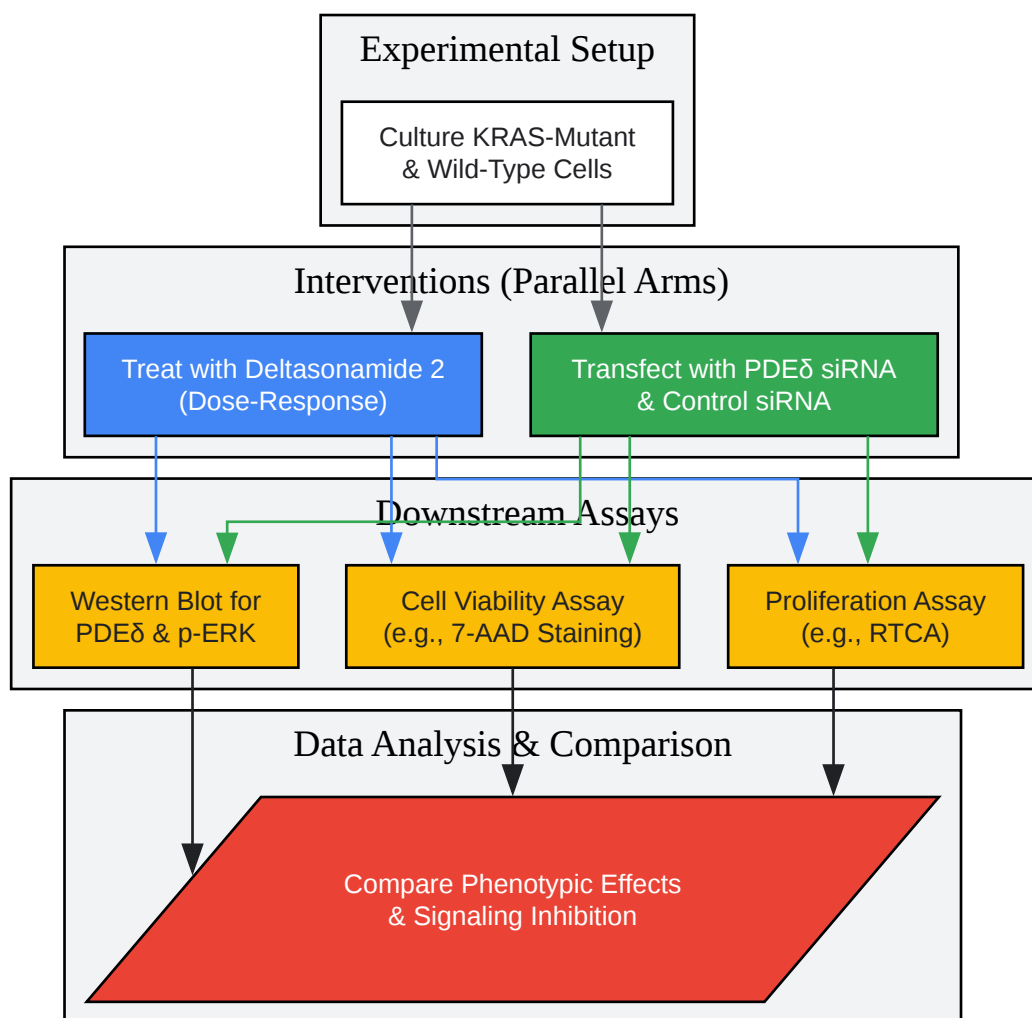 Experimental Setup
Culture KRAS-Mutant
& Wild-Type Cells
Interventions (Parallel Arms)
Treat with Deltasonamide 2
(Dose-Response)
Transfect with PDEδ siRNA
& Control siRNA
Downstream Assays
Western Blot for
PDEδ & p-ERK
Cell Viability Assay
(e.g., 7-AAD Staining)
Proliferation Assay
(e.g., RTCA)
Data Analysis & Comparison
Compare Phenotypic Effects
& Signaling Inhibition